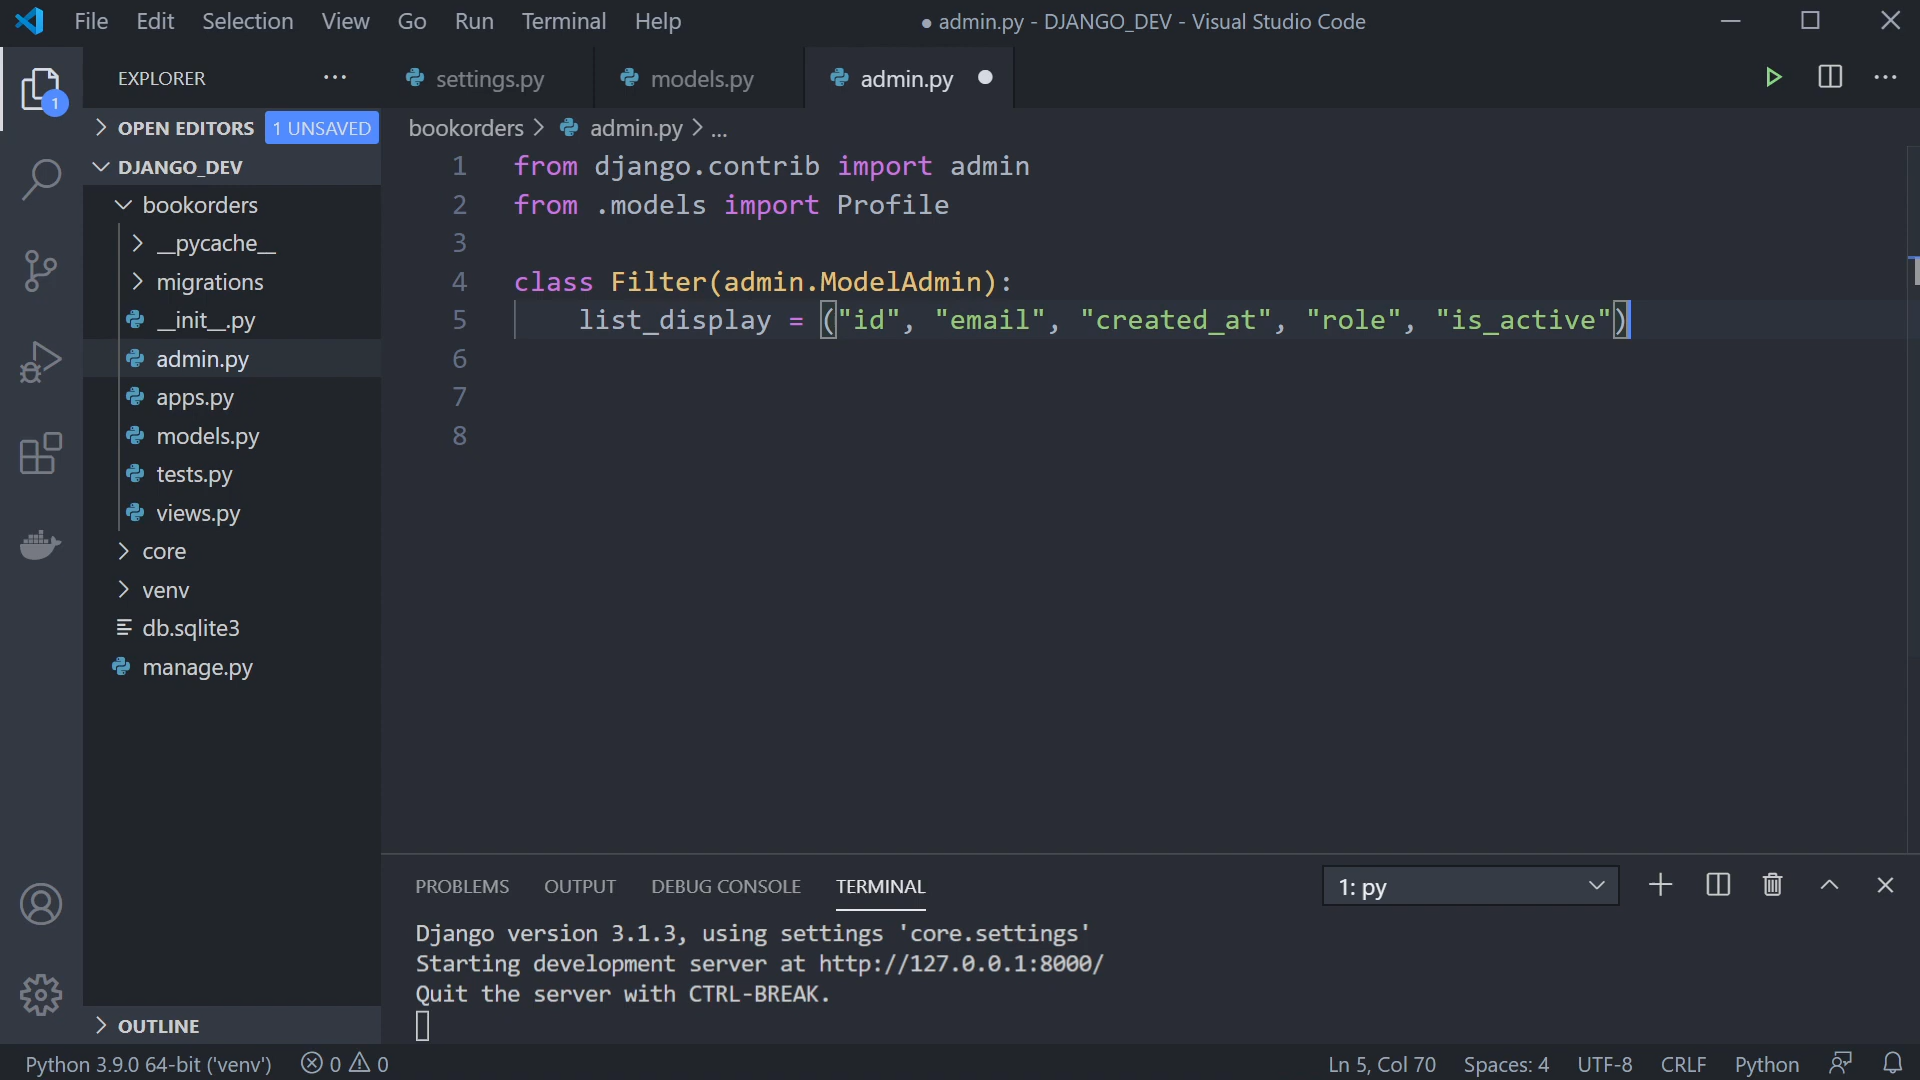 File Edit Selection View Go Run Terminal Help
● admin.py - DJANGO_DEV - Visual Studio Code
EXPLORER ...
settings.py models.py admin.py
1
OPEN EDITORS 1 UNSAVED
DJANGO_DEV
bookorders
__pycache__
migrations
__init__.py
admin.py
apps.py
models.py
tests.py
views.py
core
venv
db.sqlite3
manage.py
OUTLINE
bookorders > admin.py > ...
1 from django.contrib import admin
2 from .models import Profile
3
4 class Filter(admin.ModelAdmin):
5 list_display = ("id", "email", "created_at", "role", "is_active")
6
7
8
PROBLEMS OUTPUT DEBUG CONSOLE TERMINAL 1: py
Django version 3.1.3, using settings 'core.settings'
Starting development server at http://127.0.0.1:8000/
Quit the server with CTRL-BREAK.
Python 3.9.0 64-bit ('venv') 0 0 Ln 5, Col 70 Spaces: 4 UTF-8 CRLF Python